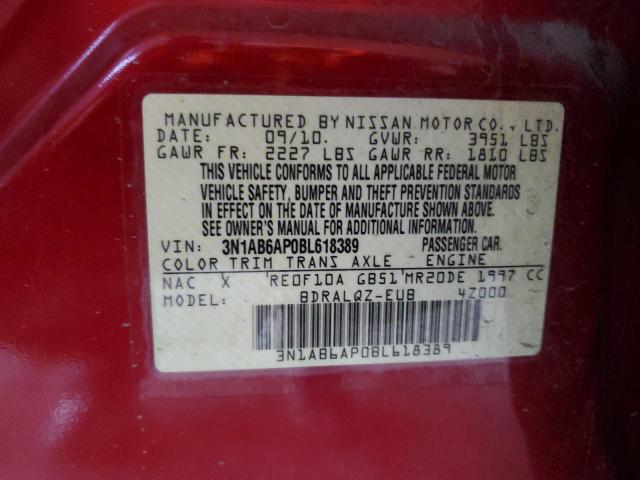 MANUFACTURED BY NISSAN MOTOR CO., LTD.
DATE: 09/10. GVWR: 3951 LBS
GAWR FR: 2227 LBS GAWR RR: 1810 LBS
THIS VEHICLE CONFORMS TO ALL APPLICABLE FEDERAL MOTOR
VEHICLE SAFETY, BUMPER AND THEFT PREVENTION STANDARDS
IN EFFECT ON THE DATE OF MANUFACTURE SHOWN ABOVE.
SEE OWNER'S MANUAL FOR ADDITIONAL INFORMATION.
VIN: 3N1AB6AP0BL618389 PASSENGER CAR.
COLOR TRIM TRANS AXLE ENGINE
NAC X RE0F10A GB51 MR20DE 1997 CC
MODEL: BDRALQZ-EUB 4Z000
3N1AB6AP0BL618389